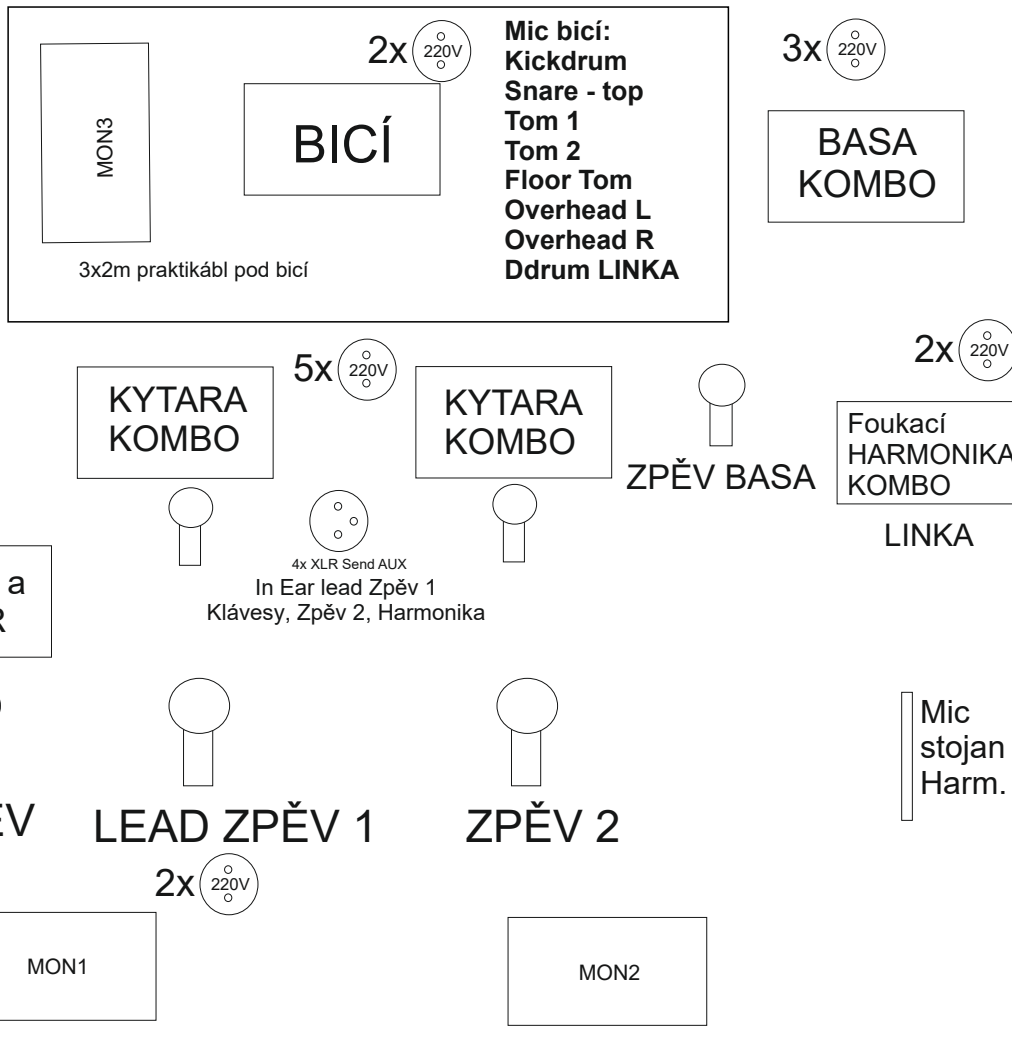 2x
220V
Mic bicí:
Kickdrum
Snare - top
Tom 1
Tom 2
Floor Tom
Overhead L
Overhead R
Ddrum LINKA
MON3
BICÍ
3x2m praktikábl pod bicí
3x
220V
BASA
KOMBO
5x
220V
2x
220V
KYTARA
KOMBO
KYTARA
KOMBO
ZPĚV BASA
Foukací
HARMONIKA
KOMBO
LINKA
4x XLR Send AUX
In Ear lead Zpěv 1
Klávesy, Zpěv 2, Harmonika
a
Mic
stojan
Harm.
LEAD ZPĚV 1
ZPĚV 2
2x
220V
MON1
MON2